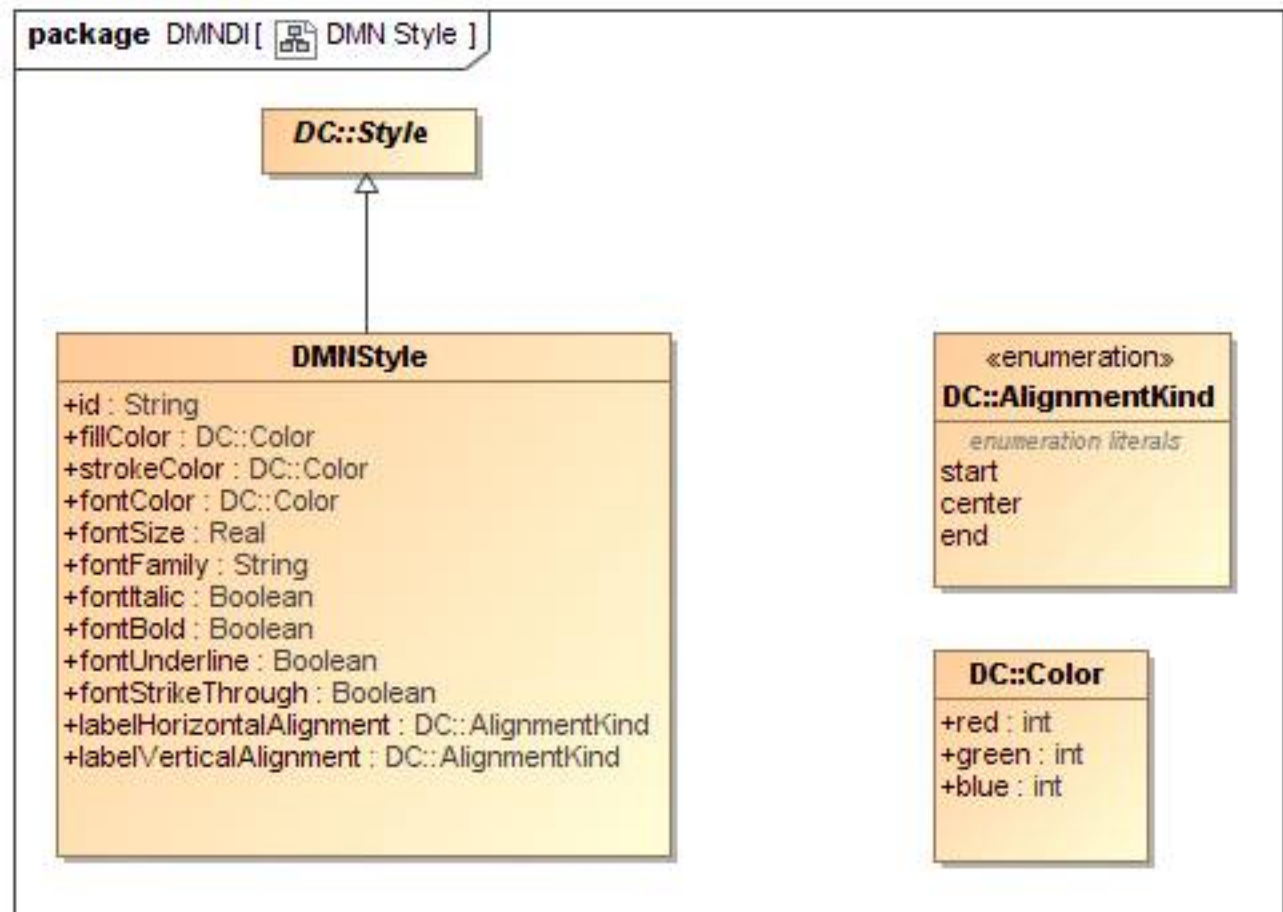 package DMNDI[ DMN Style ]
DC::Style
DMNStyle
+id : String
+fillColor : DC::Color
+strokeColor : DC::Color
+fontColor : DC::Color
+fontSize : Real
+fontFamily : String
+fontItalic : Boolean
+fontBold : Boolean
+fontUnderline : Boolean
+fontStrikeThrough : Boolean
+labelHorizontalAlignment : DC::AlignmentKind
+labelVerticalAlignment : DC::AlignmentKind
«enumeration»
DC::AlignmentKind
enumeration literals
start
center
end
DC::Color
+red : int
+green : int
+blue : int